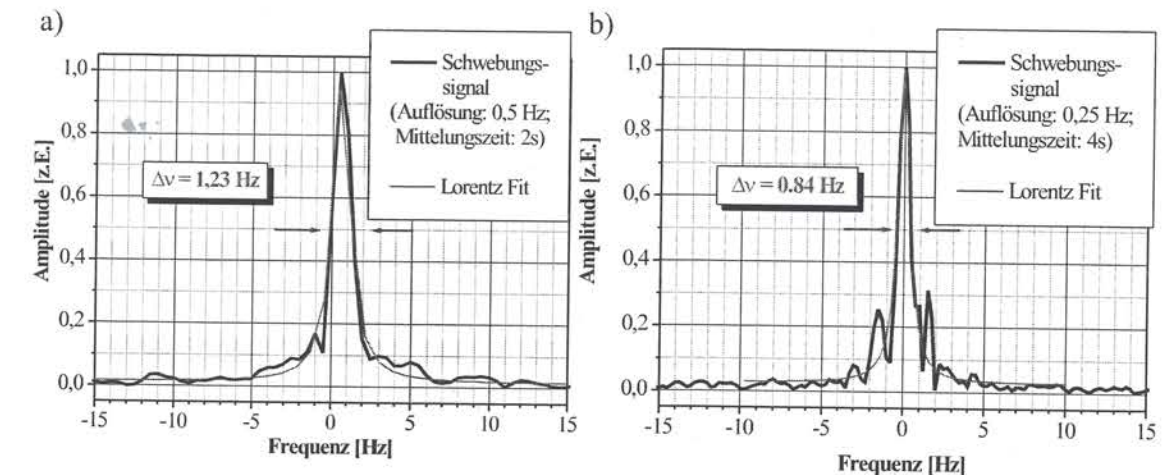 a)
Schwebungs-
signal
(Auflösung: 0,5 Hz;
Mittelungszeit: 2s)
Lorentz Fit
Δν = 1,23 Hz
Amplitude [z.E.]
1,0
0,8
0,6
0,4
0,2
0,0
-15 -10 -5 0 5 10 15
Frequenz [Hz]
b)
Schwebungs-
signal
(Auflösung: 0,25 Hz;
Mittelungszeit: 4s)
Lorentz Fit
Δν = 0.84 Hz
Amplitude [z.E.]
1,0
0,8
0,6
0,4
0,2
0,0
-15 -10 -5 0 5 10 15
Frequenz [Hz]